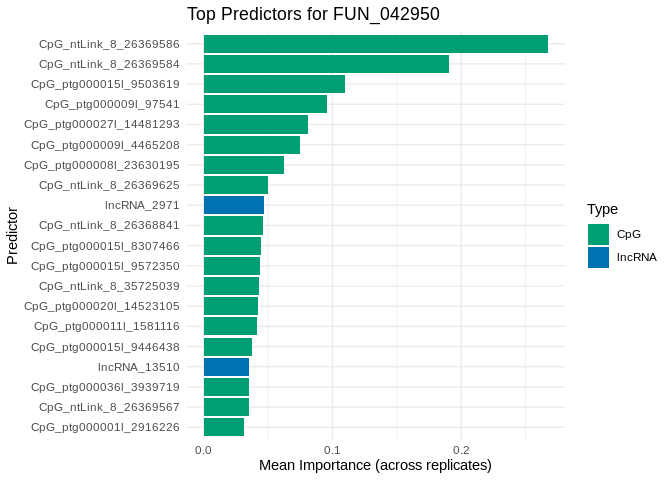 Top Predictors for FUN_042950
CpG_ntLink_8_26369586
CpG_ntLink_8_26369584
CpG_ptg000015l_9503619
CpG_ptg000009l_97541
CpG_ptg000027l_14481293
CpG_ptg000009l_4465208
CpG_ptg000008l_23630195
CpG_ntLink_8_26369625
lncRNA_2971
CpG_ntLink_8_26368841
CpG_ptg000015l_8307466
CpG_ptg000015l_9572350
CpG_ntLink_8_35725039
CpG_ptg000020l_14523105
CpG_ptg000011l_1581116
CpG_ptg000015l_9446438
lncRNA_13510
CpG_ptg000036l_3939719
CpG_ntLink_8_26369567
CpG_ptg000001l_2916226
Predictor
0.0 0.1 0.2
Mean Importance (across replicates)
Type
CpG
lncRNA